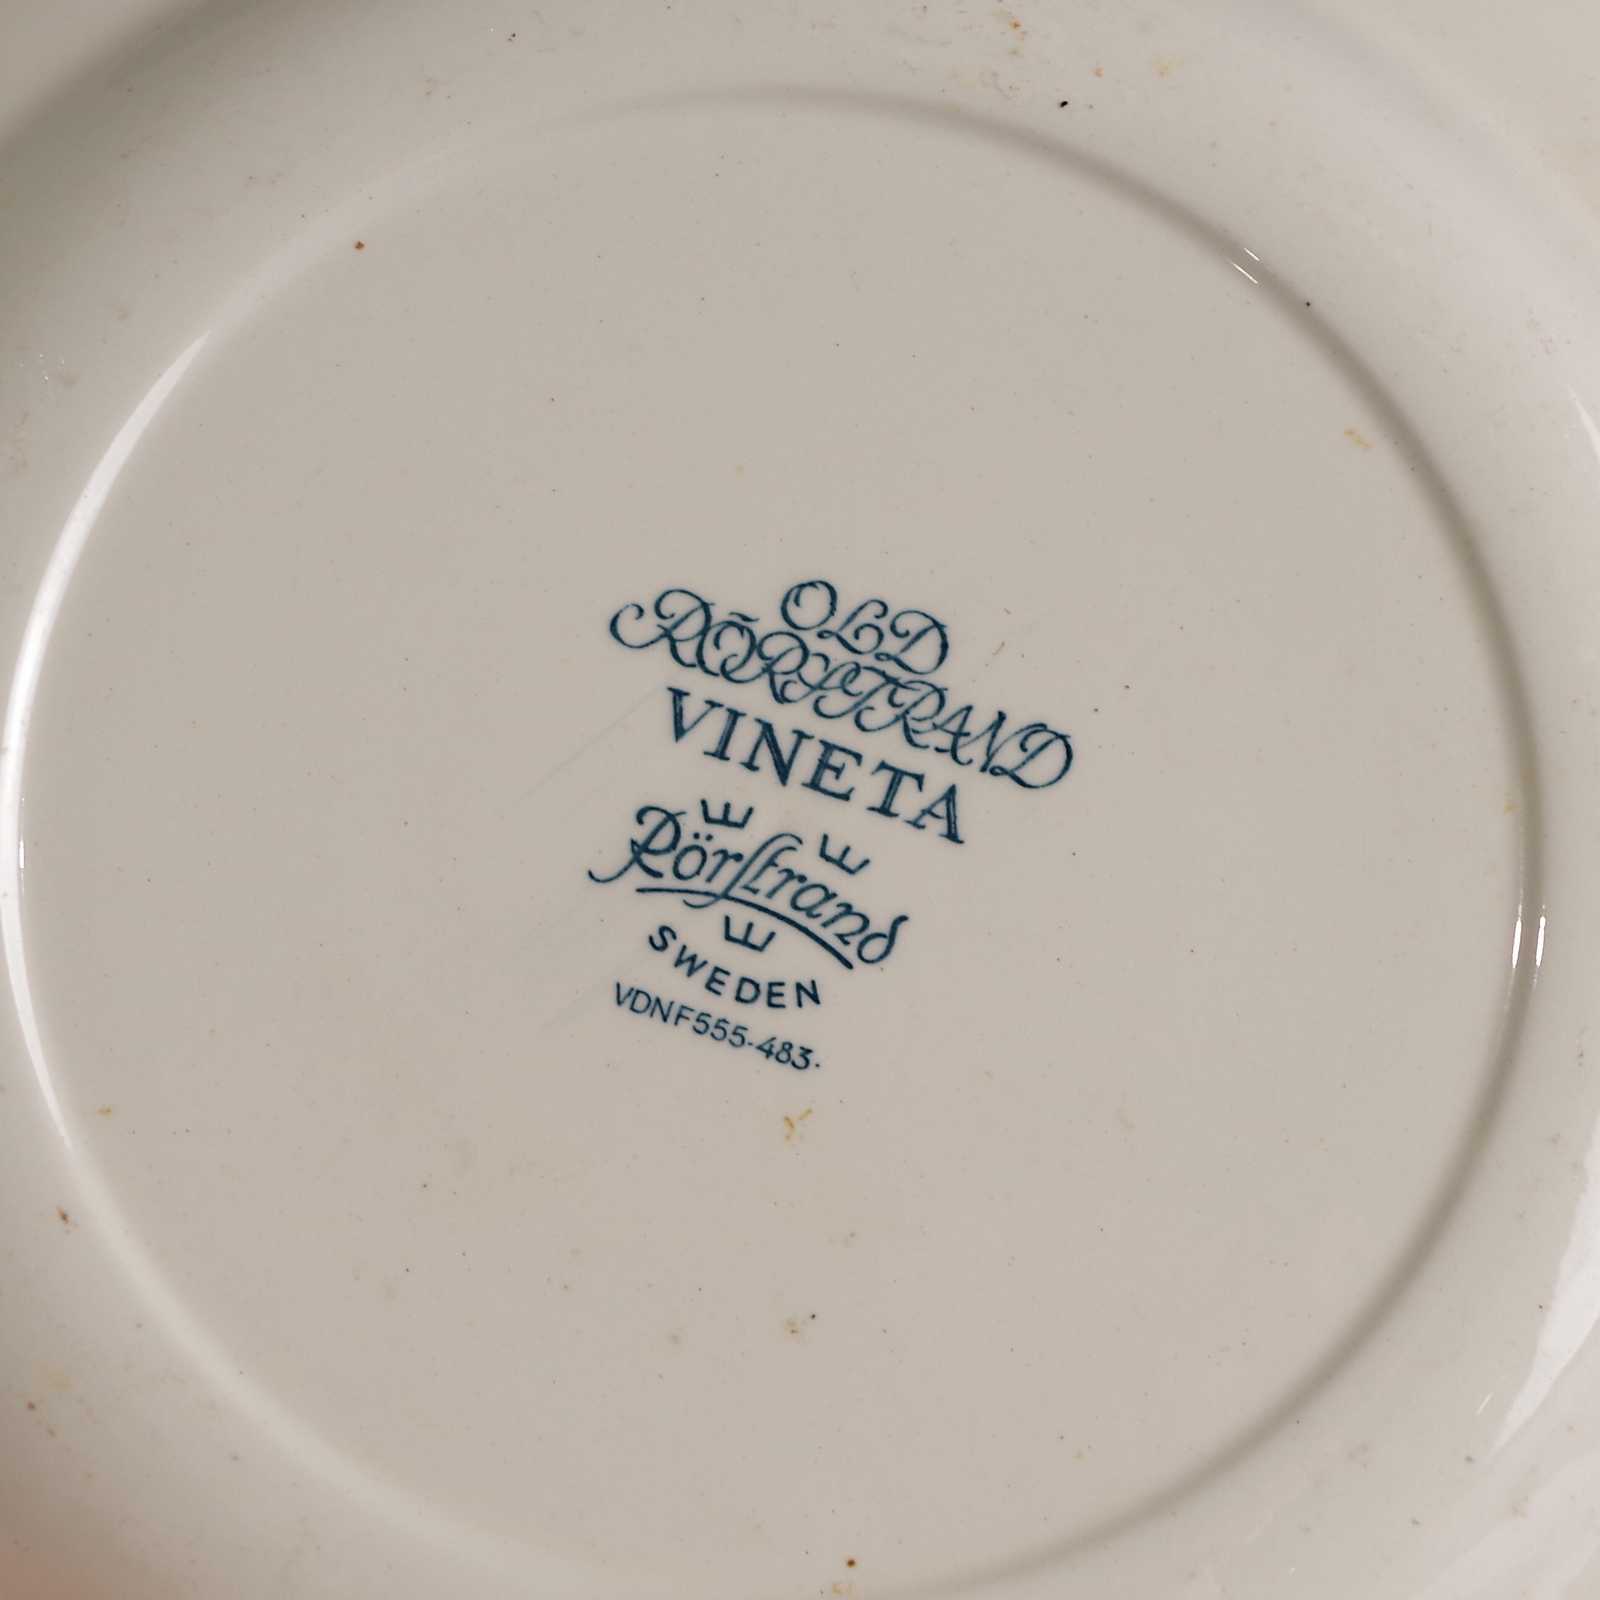 OLD
RÖRSTRAND
VINETA
Rörstrand
SWEDEN
VDNF555-483.